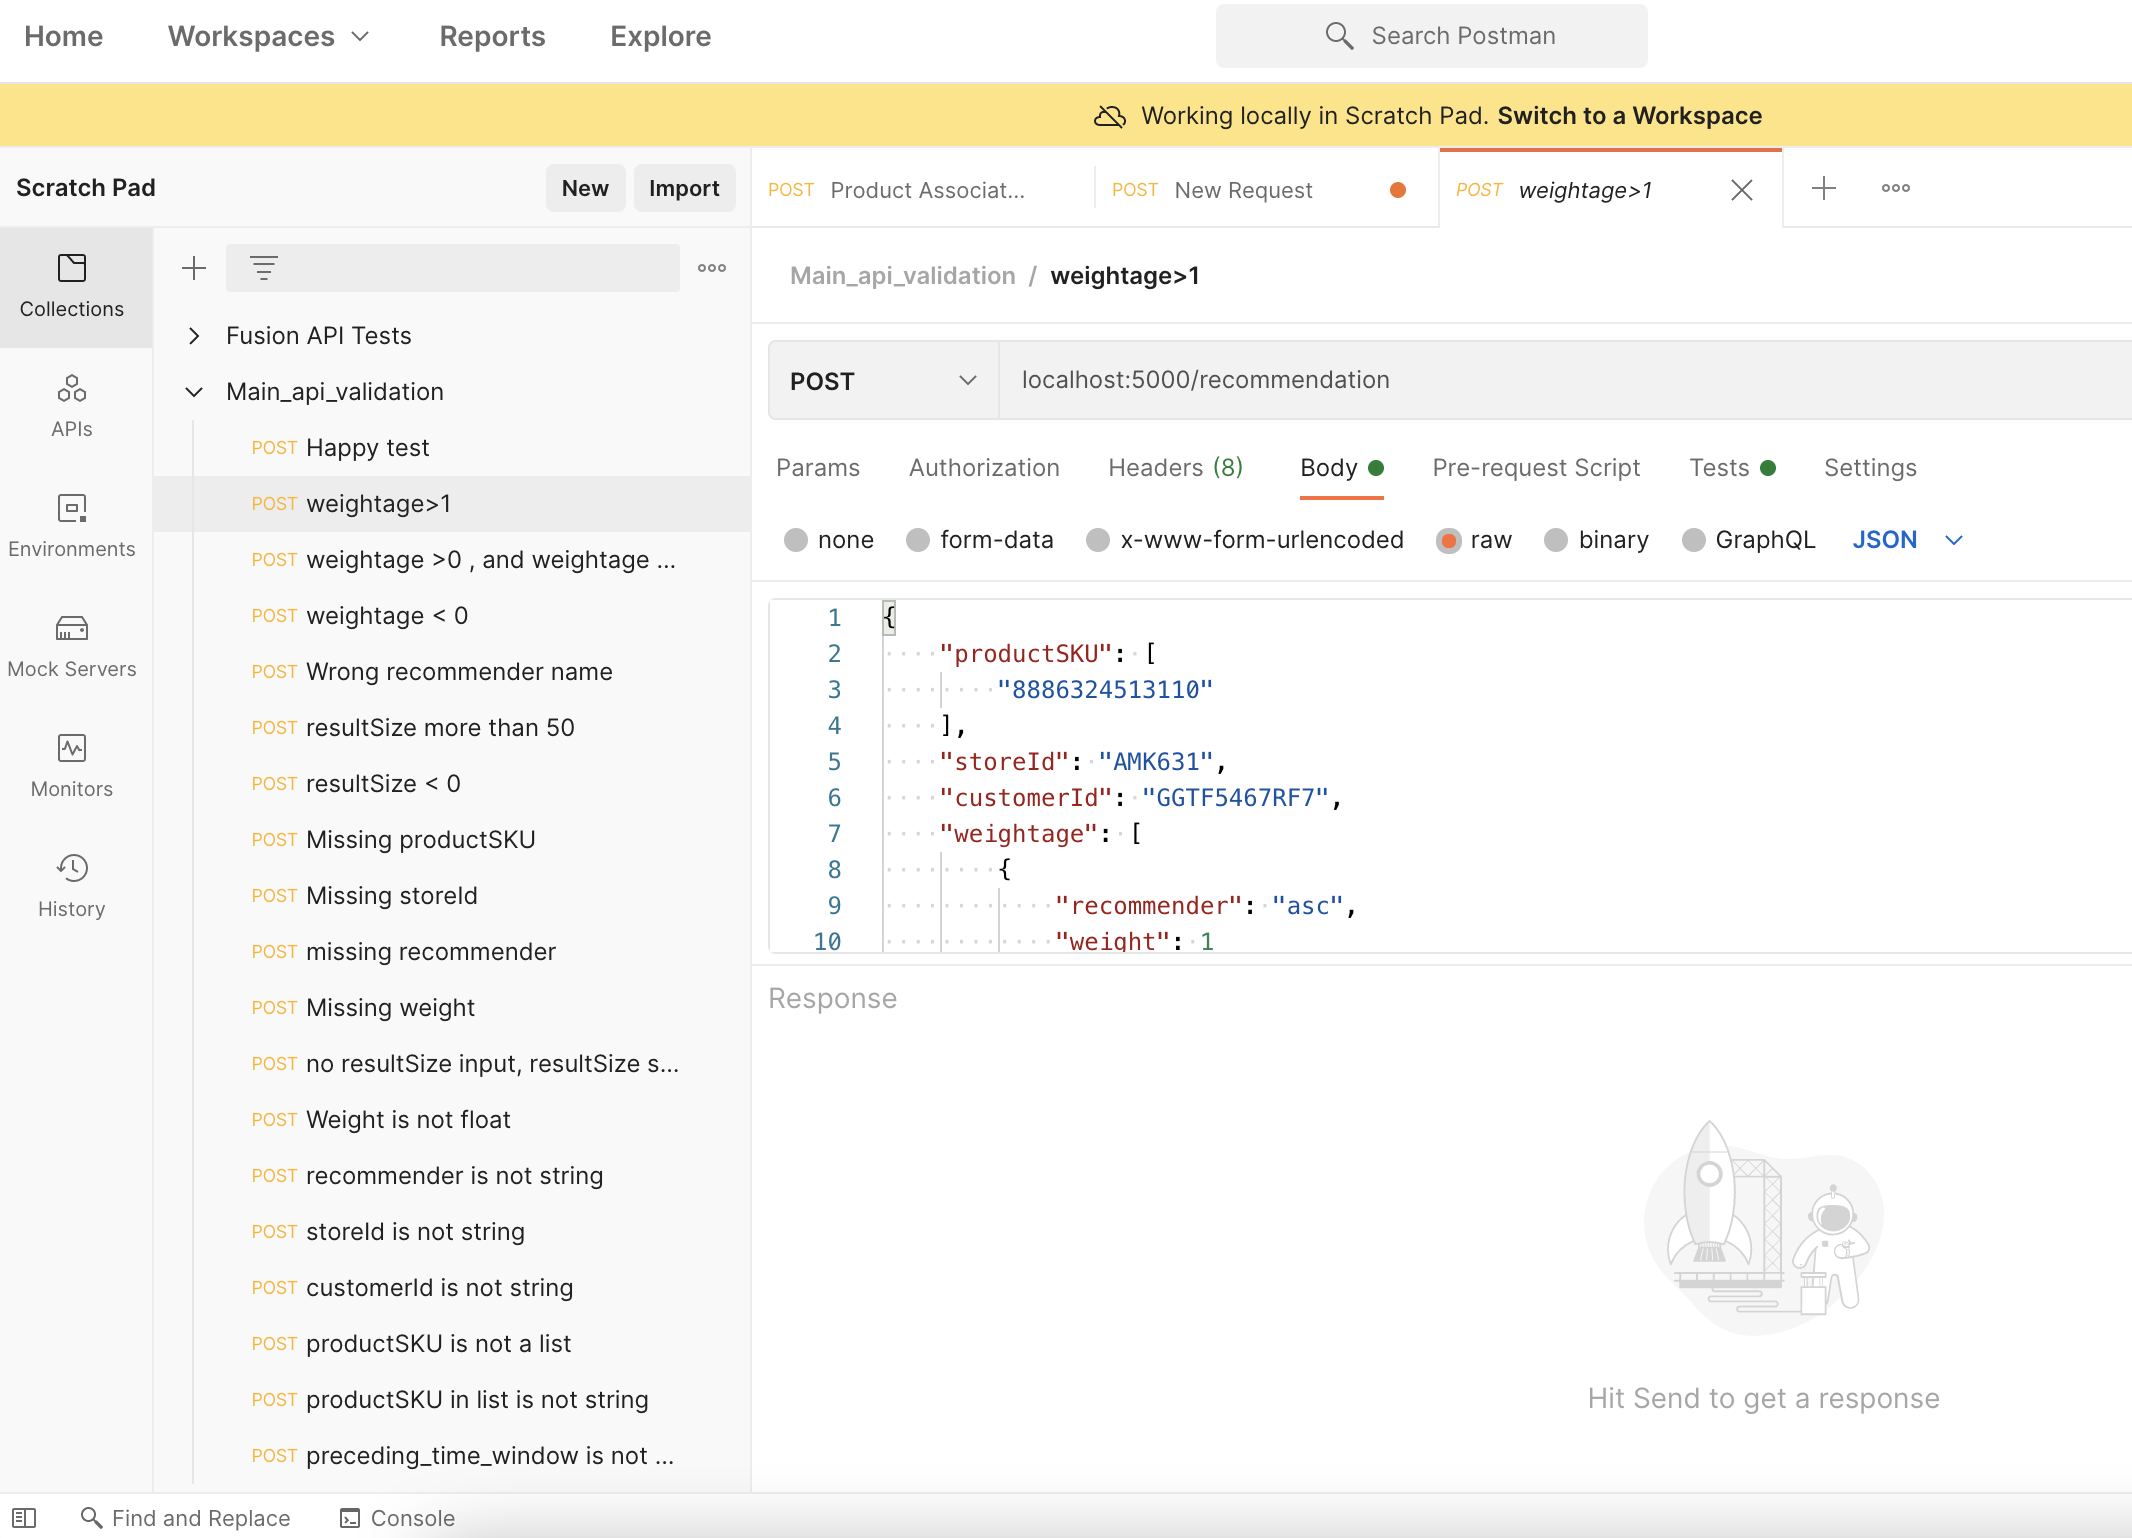 Home Workspaces Reports Explore Search Postman
Working locally in Scratch Pad. Switch to a Workspace
Scratch Pad New Import
POST Product Associat... POST New Request POST weightage>1
Collections
APIs
Environments
Mock Servers
Monitors
History
Fusion API Tests
Main_api_validation
POST Happy test
POST weightage>1
POST weightage >0 , and weightage ...
POST weightage < 0
POST Wrong recommender name
POST resultSize more than 50
POST resultSize < 0
POST Missing productSKU
POST Missing storeId
POST missing recommender
POST Missing weight
POST no resultSize input, resultSize s...
POST Weight is not float
POST recommender is not string
POST storeId is not string
POST customerId is not string
POST productSKU is not a list
POST productSKU in list is not string
POST preceding_time_window is not ...
Main_api_validation / weightage>1
POST localhost:5000/recommendation
Params Authorization Headers (8) Body Pre-request Script Tests Settings
none form-data x-www-form-urlencoded raw binary GraphQL JSON
1 {
2 "productSKU": [
3 "8886324513110"
4 ],
5 "storeId": "AMK631",
6 "customerId": "GGTF5467RF7",
7 "weightage": [
8 {
9 "recommender": "asc",
10 "weight": 1
Response
Hit Send to get a response
Find and Replace Console